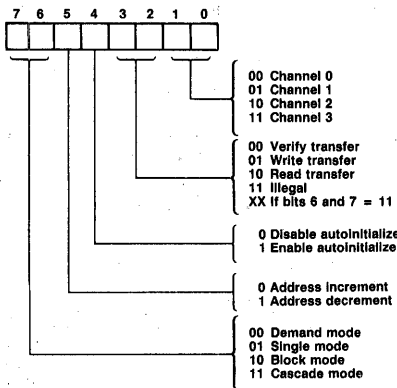 7 6 5 4 3 2 1 0
00 Channel 0
01 Channel 1
10 Channel 2
11 Channel 3
00 Verify transfer
01 Write transfer
10 Read transfer
11 Illegal
XX If bits 6 and 7 = 11
0 Disable autoinitialize
1 Enable autoinitialize
0 Address increment
1 Address decrement
00 Demand mode
01 Single mode
10 Block mode
11 Cascade mode